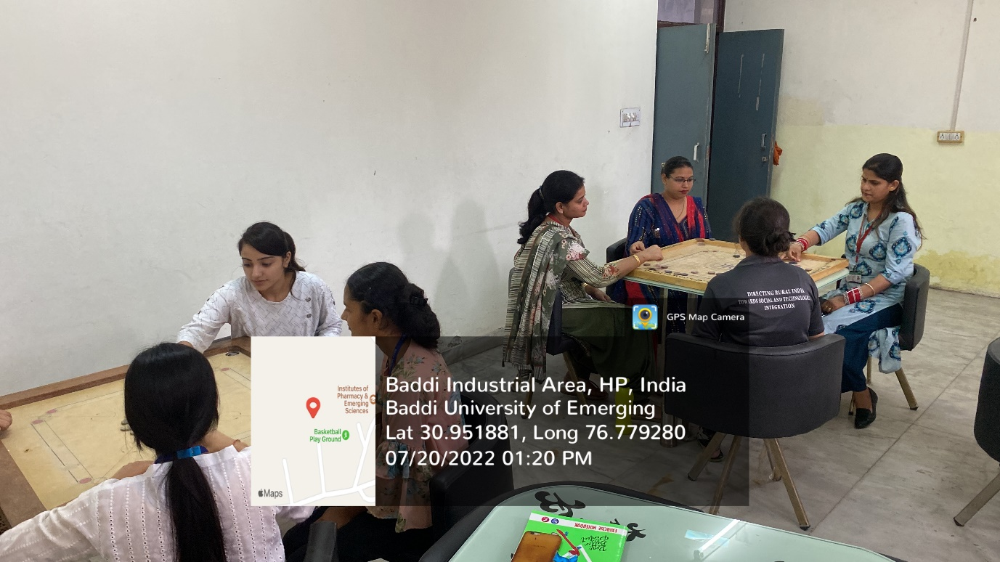 DIRECTING RURAL INDIA
TOWARDS SOCIAL AND TECHNOLOGI
INTEGRATION
GPS Map Camera
Institutes of
Pharmacy &
Emerging
Sciences
Basketball
Play Ground
Maps
Baddi Industrial Area, HP, India
Baddi University of Emerging
Lat 30.951881, Long 76.779280
07/20/2022 01:20 PM
EXERCISE NOTEBOOK